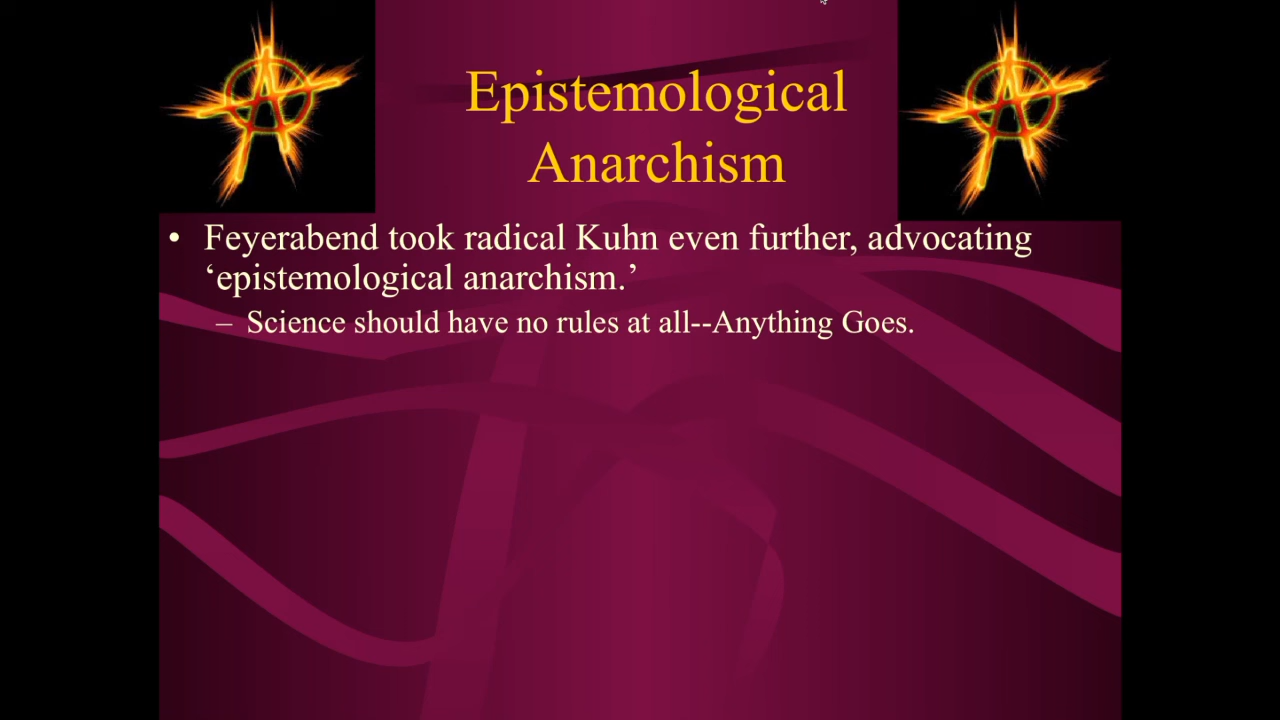 Epistemological
Anarchism
• Feyerabend took radical Kuhn even further, advocating
‘epistemological anarchism.’
– Science should have no rules at all--Anything Goes.